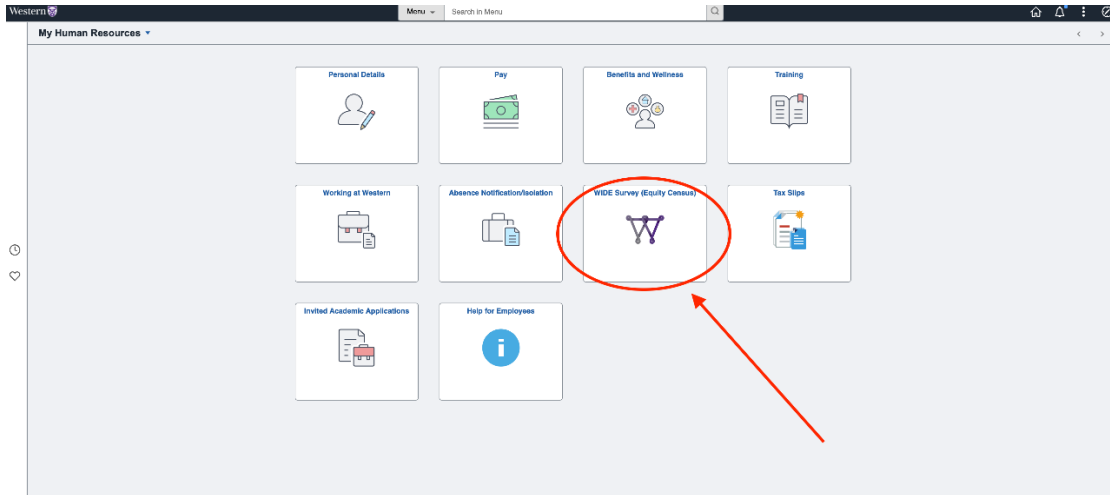 Western
Menu
Search in Menu
My Human Resources
Personal Details
Pay
Benefits and Wellness
Training
Working at Western
Absence Notification/Isolation
WIDE Survey (Equity Census)
Tax Slips
Invited Academic Applications
Help for Employees